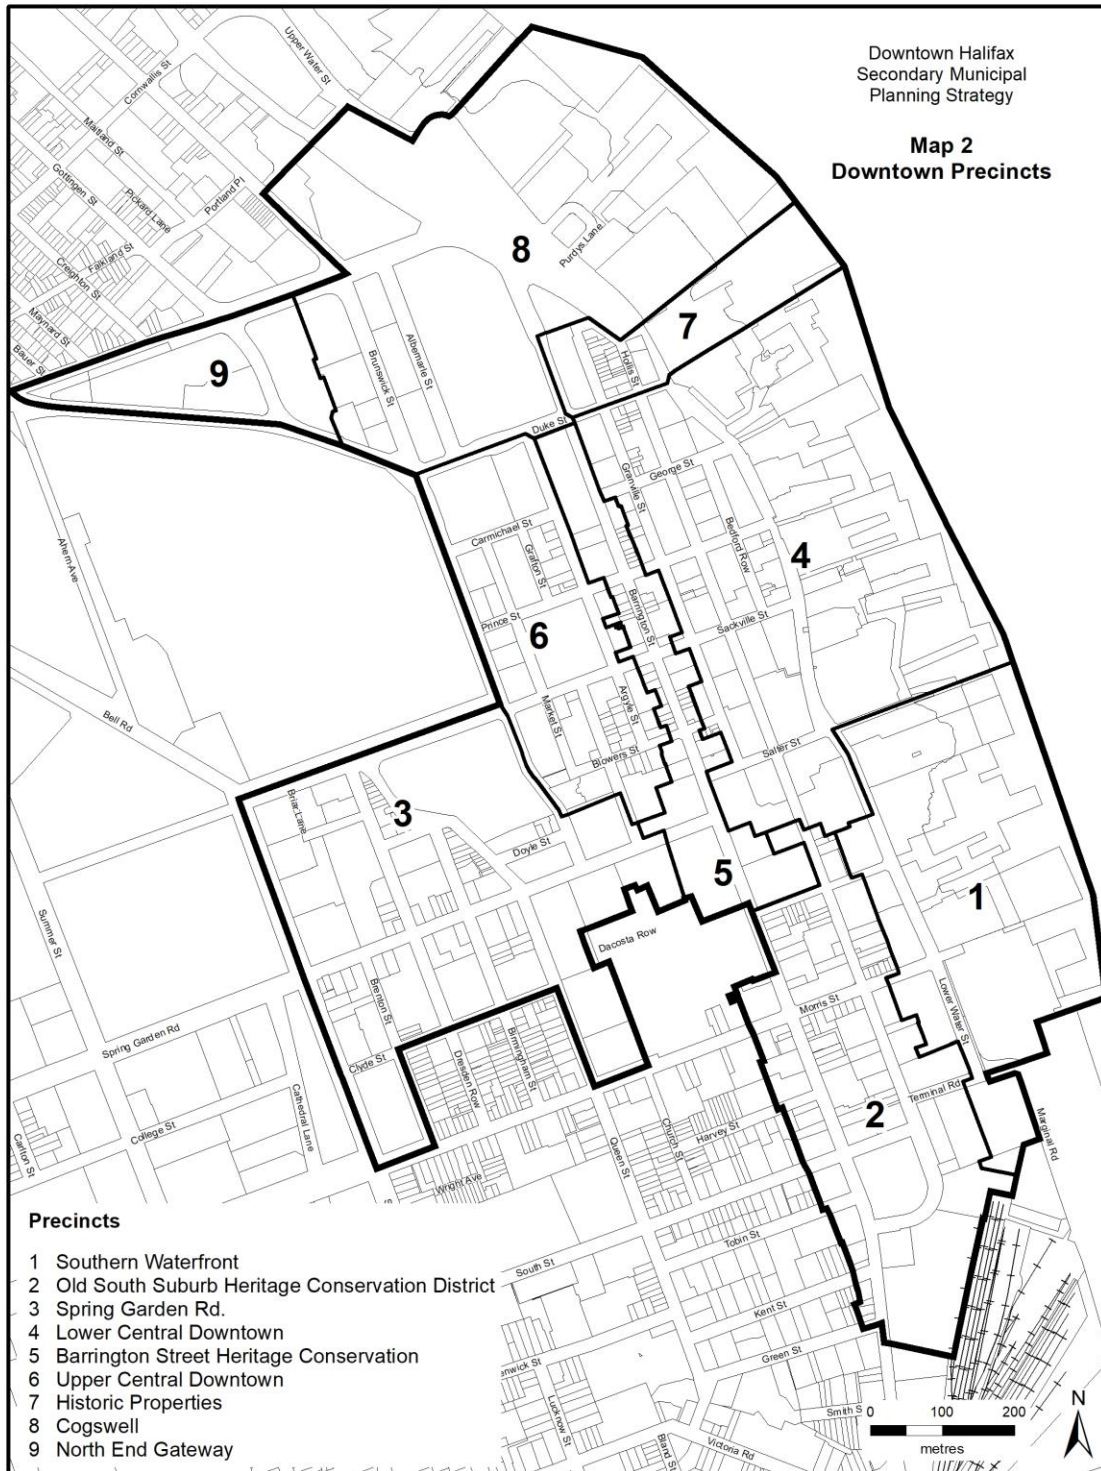 Downtown Halifax
Secondary Municipal
Planning Strategy
Map 2
Downtown Precincts
Upper Water St
Cornwallis St
Maitland St
Gottingen St
Pickard Lane
Portland Pl
Falkland St
Creighton St
Maynard St
Bauer St
8
Purdys Lane
7
9
Brunswick St
Albemarle St
Hollis St
Duke St
Granville St
George St
Ahern Ave
Carmichael St
Grafton St
Bedford Row
4
Prince St
6
Barrington St
Sackville St
Bell Rd
Market St
Argyle St
Blowers St
Salter St
Briar Lane
3
Doyle St
5
1
Summer St
Dacosta Row
Brenton St
Morris St
Lower Water St
Spring Garden Rd
Clyde St
Dresden Row
Birmingham St
Terminal Rd
2
Marginal Rd
Cathedral Lane
College St
Carlton St
Queen St
Church St
Harvey St
Wright Ave
S
Tobin St
South St
Kent St
Green St
enwick St
Lucknow St
Smith S
Bland St
Victoria Rd
Precincts
1 Southern Waterfront
2 Old South Suburb Heritage Conservation District
3 Spring Garden Rd.
4 Lower Central Downtown
5 Barrington Street Heritage Conservation
6 Upper Central Downtown
7 Historic Properties
8 Cogswell
9 North End Gateway
N
0 100 200
metres